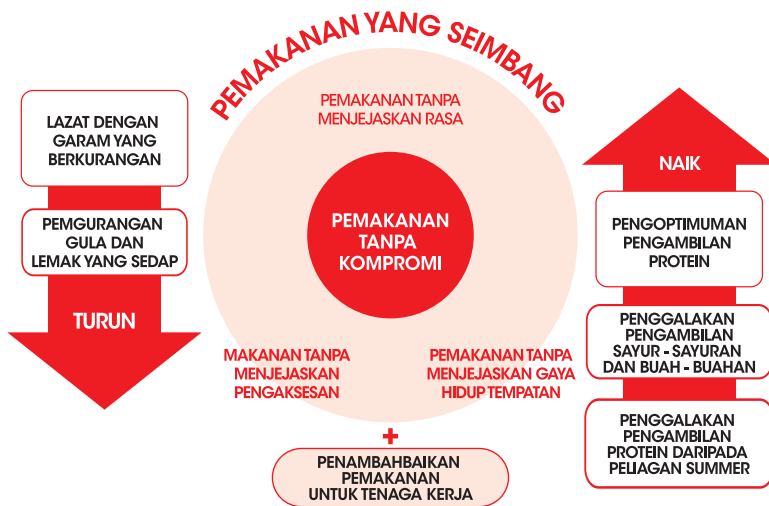 PEMAKANAN YANG SEIMBANG
LAZAT DENGAN
GARAM YANG
BERKURANGAN
PEMGURANGAN
GULA DAN
LEMAK YANG SEDAP
TURUN
PEMAKANAN TANPA
MENJEJASKAN RASA
PEMAKANAN
TANPA
KOMPROMI
MAKANAN TANPA
MENJEJASKAN
PENGAKSESAN
PEMAKANAN TANPA
MENJEJASKAN GAYA
HIDUP TEMPATAN
+
PENAMBAHBAIKAN
PEMAKANAN
UNTUK TENAGA KERJA
NAIK
PENGOPTIMUMAN
PENGAMBILAN
PROTEIN
PENGGALAKAN
PENGAMBILAN
SAYUR - SAYURAN
DAN BUAH - BUAHAN
PENGGALAKAN
PENGAMBILAN
PROTEIN DARIPADA
PELIAGAN SUMMER